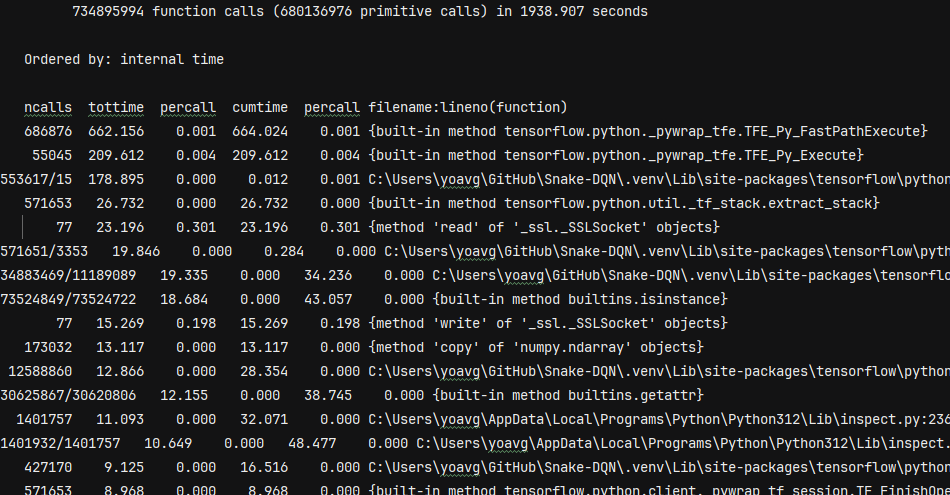 734895994 function calls (680136976 primitive calls) in 1938.907 seconds
Ordered by: internal time
ncalls tottime percall cumtime percall filename:lineno(function)
686876 662.156 0.001 664.024 0.001 {built-in method tensorflow.python._pywrap_tfe.TFE_Py_FastPathExecute}
55045 209.612 0.004 209.612 0.004 {built-in method tensorflow.python._pywrap_tfe.TFE_Py_Execute}
553617/15 178.895 0.000 0.012 0.001 C:\Users\yoavg\GitHub\Snake-DQN\.venv\Lib\site-packages\tensorflow\python
571653 26.732 0.000 26.732 0.000 {built-in method tensorflow.python.util._tf_stack.extract_stack}
77 23.196 0.301 23.196 0.301 {method 'read' of '_ssl._SSLSocket' objects}
571651/3353 19.846 0.000 0.284 0.000 C:\Users\yoavg\GitHub\Snake-DQN\.venv\Lib\site-packages\tensorflow\pyth
34883469/11189089 19.335 0.000 34.236 0.000 C:\Users\yoavg\GitHub\Snake-DQN\.venv\Lib\site-packages\tensorfl
73524849/73524722 18.684 0.000 43.057 0.000 {built-in method builtins.isinstance}
77 15.269 0.198 15.269 0.198 {method 'write' of '_ssl._SSLSocket' objects}
173032 13.117 0.000 13.117 0.000 {method 'copy' of 'numpy.ndarray' objects}
12588860 12.866 0.000 28.354 0.000 C:\Users\yoavg\GitHub\Snake-DQN\.venv\Lib\site-packages\tensorflow\python
30625867/30620806 12.155 0.000 38.745 0.000 {built-in method builtins.getattr}
1401757 11.093 0.000 32.071 0.000 C:\Users\yoavg\AppData\Local\Programs\Python\Python312\Lib\inspect.py:236
1401932/1401757 10.649 0.000 48.477 0.000 C:\Users\yoavg\AppData\Local\Programs\Python\Python312\Lib\inspect.
427170 9.125 0.000 16.516 0.000 C:\Users\yoavg\GitHub\Snake-DQN\.venv\Lib\site-packages\tensorflow\python
571653 8.968 0.000 8.968 0.000 {built-in method tensorflow.python.client._pywrap_tf_session.TF_FinishOpe